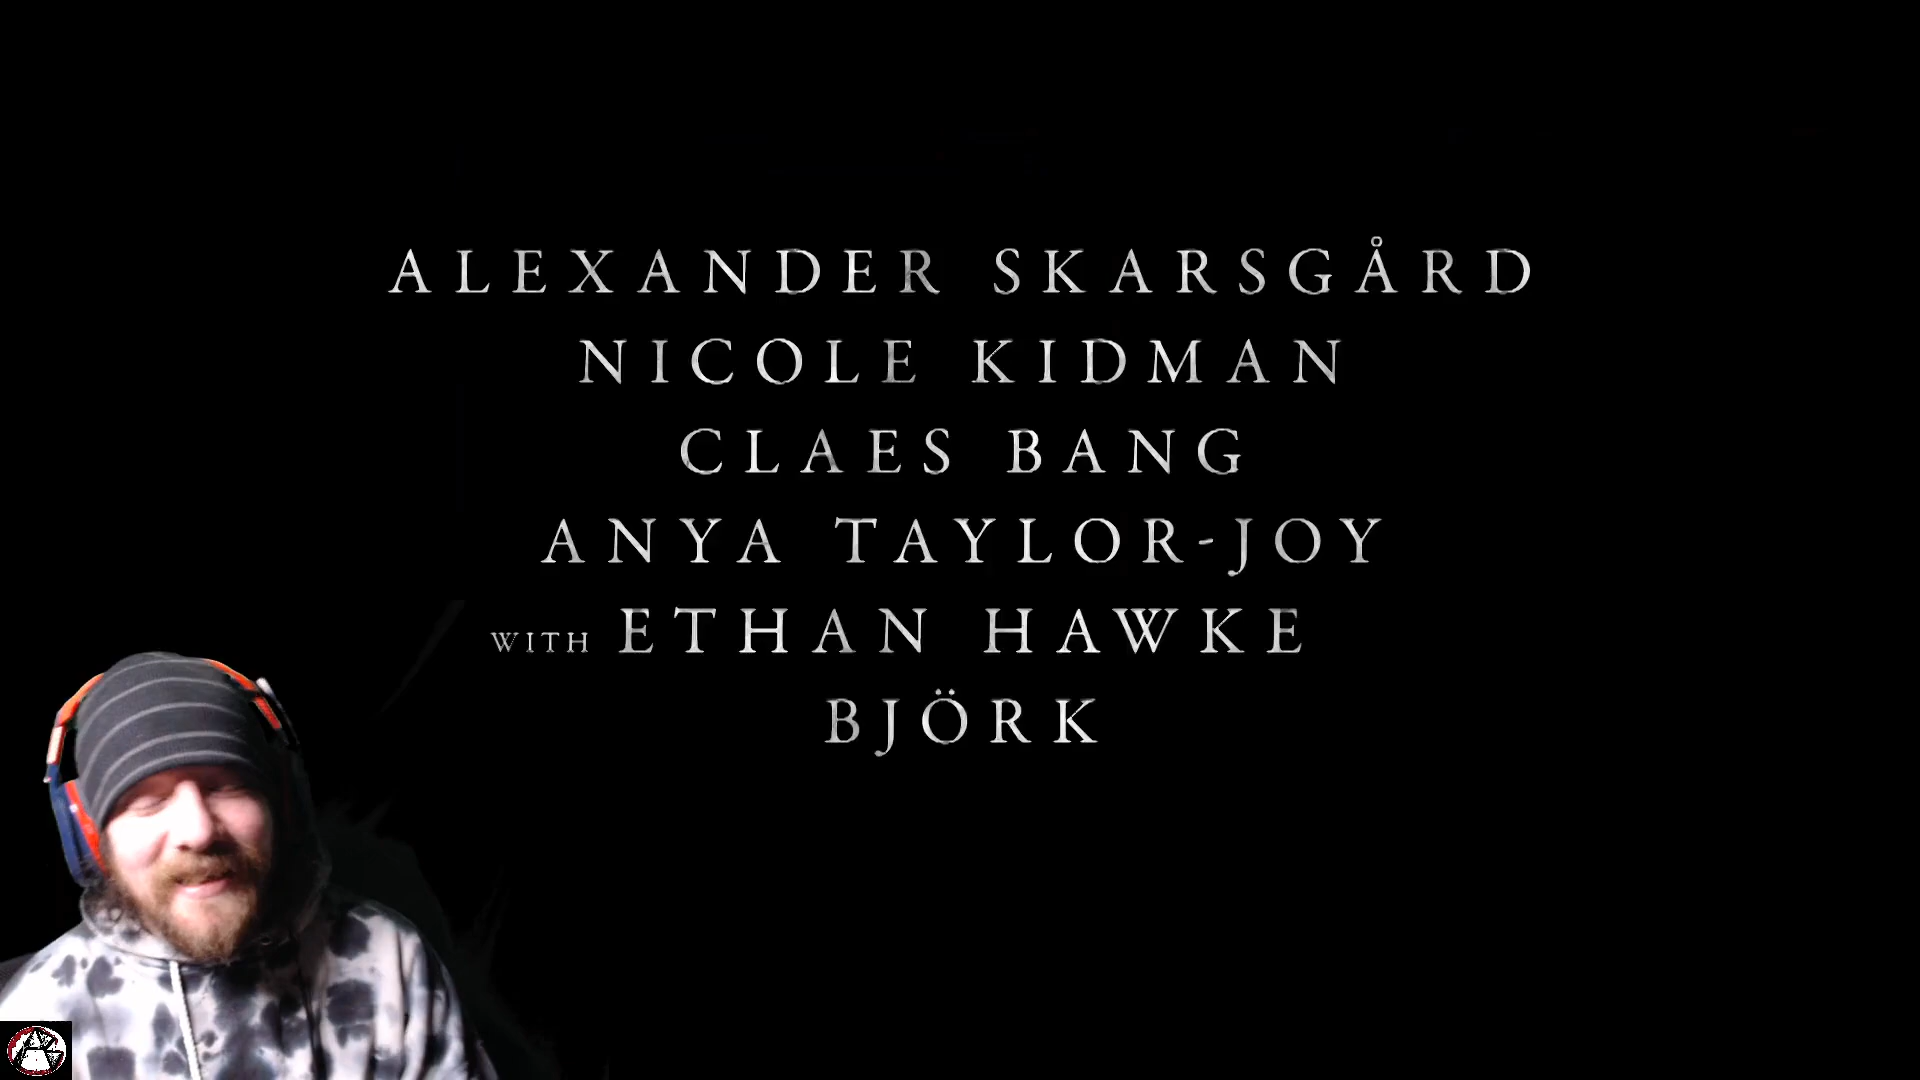 ALEXANDER SKARSGÅRD
NICOLE KIDMAN
CLAES BANG
ANYA TAYLOR-JOY
WITH ETHAN HAWKE
BJÖRK